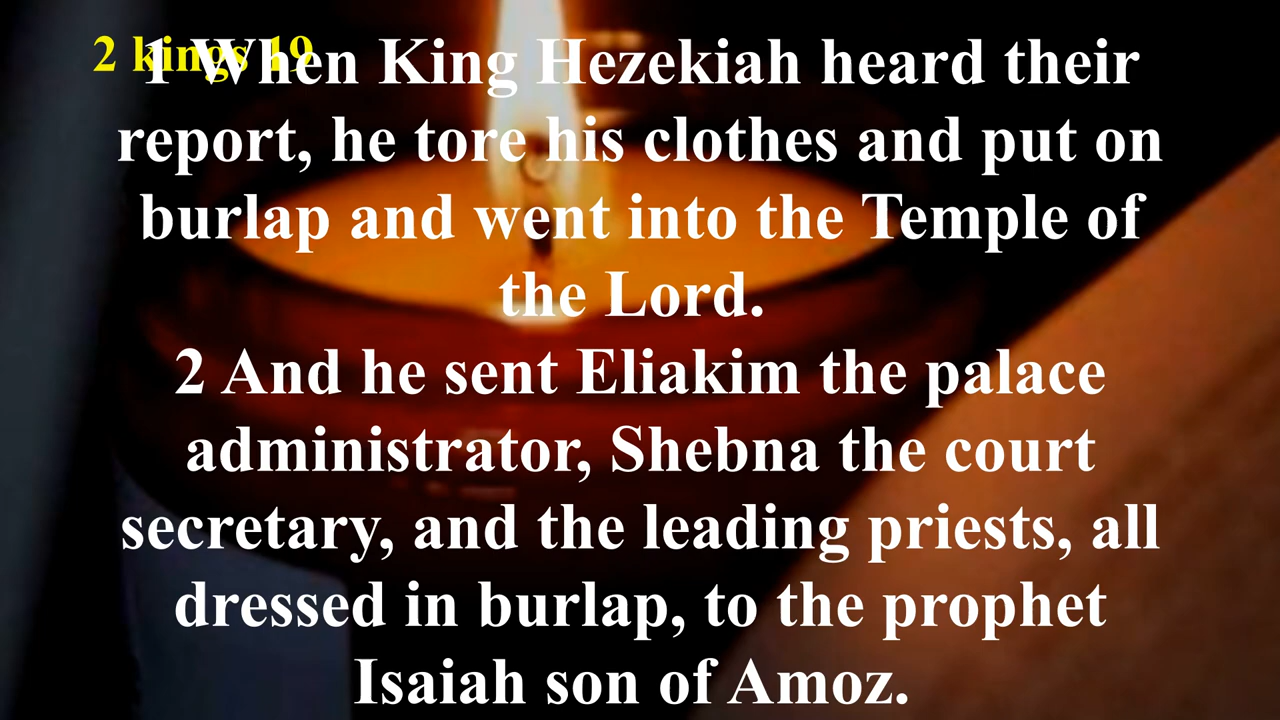 2 kings 19
1 When King Hezekiah heard their
report, he tore his clothes and put on
burlap and went into the Temple of
the Lord.
2 And he sent Eliakim the palace
administrator, Shebna the court
secretary, and the leading priests, all
dressed in burlap, to the prophet
Isaiah son of Amoz.